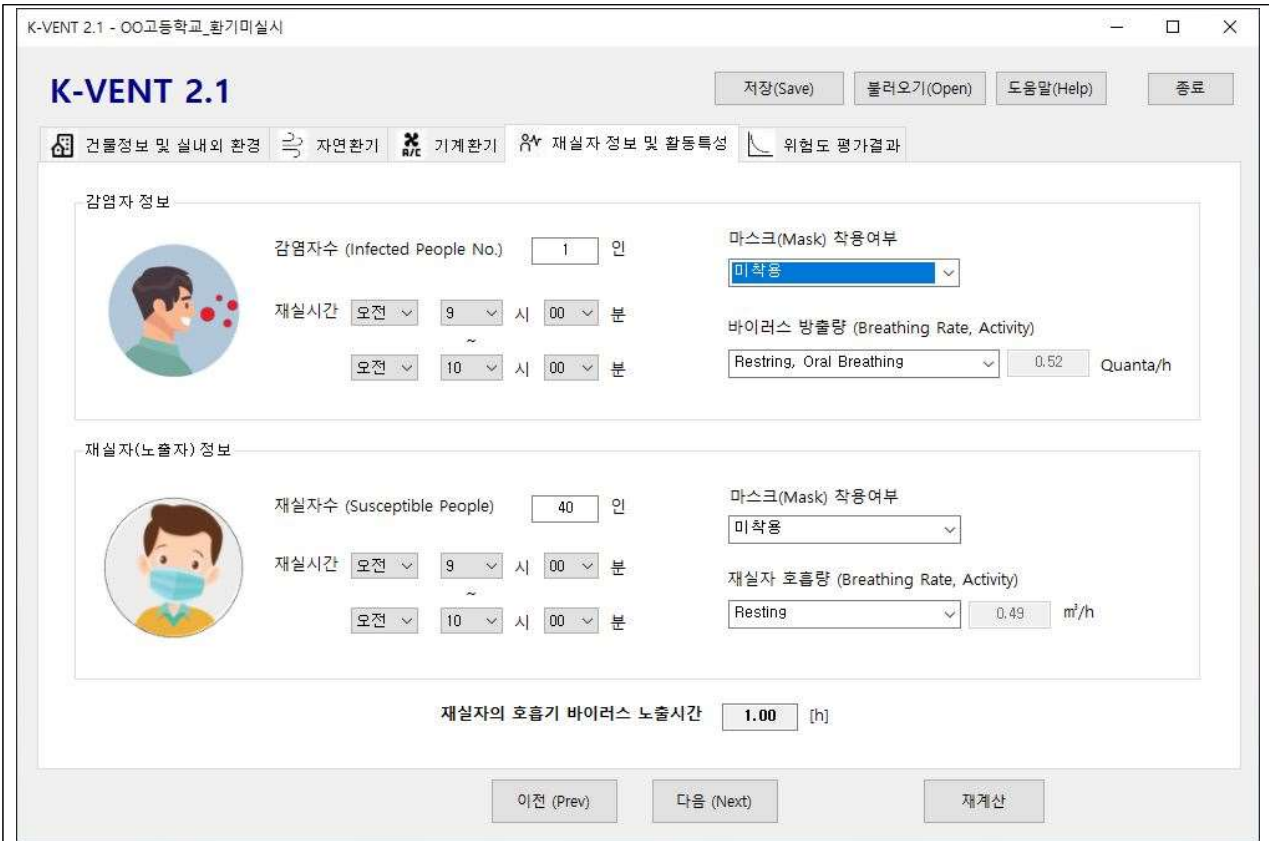 K-VENT 2.1 - OO고등학교_환기미실시
K-VENT 2.1
저장(Save) 불러오기(Open) 도움말(Help) 종료
건물정보 및 실내외 환경 자연환기 A/C 기계환기 재실자 정보 및 활동특성 위험도 평가결과
감염자 정보
감염자수 (Infected People No.) 1 인
마스크(Mask) 착용여부
미착용
재실시간 오전 9 시 00 분
~
오전 10 시 00 분
바이러스 방출량 (Breathing Rate, Activity)
Restring, Oral Breathing 0.52 Quanta/h
재실자(노출자) 정보
재실자수 (Susceptible People) 40 인
마스크(Mask) 착용여부
미착용
재실시간 오전 9 시 00 분
~
오전 10 시 00 분
재실자 호흡량 (Breathing Rate, Activity)
Resting 0.49 m³/h
재실자의 호흡기 바이러스 노출시간 1.00 [h]
이전 (Prev) 다음 (Next) 재계산